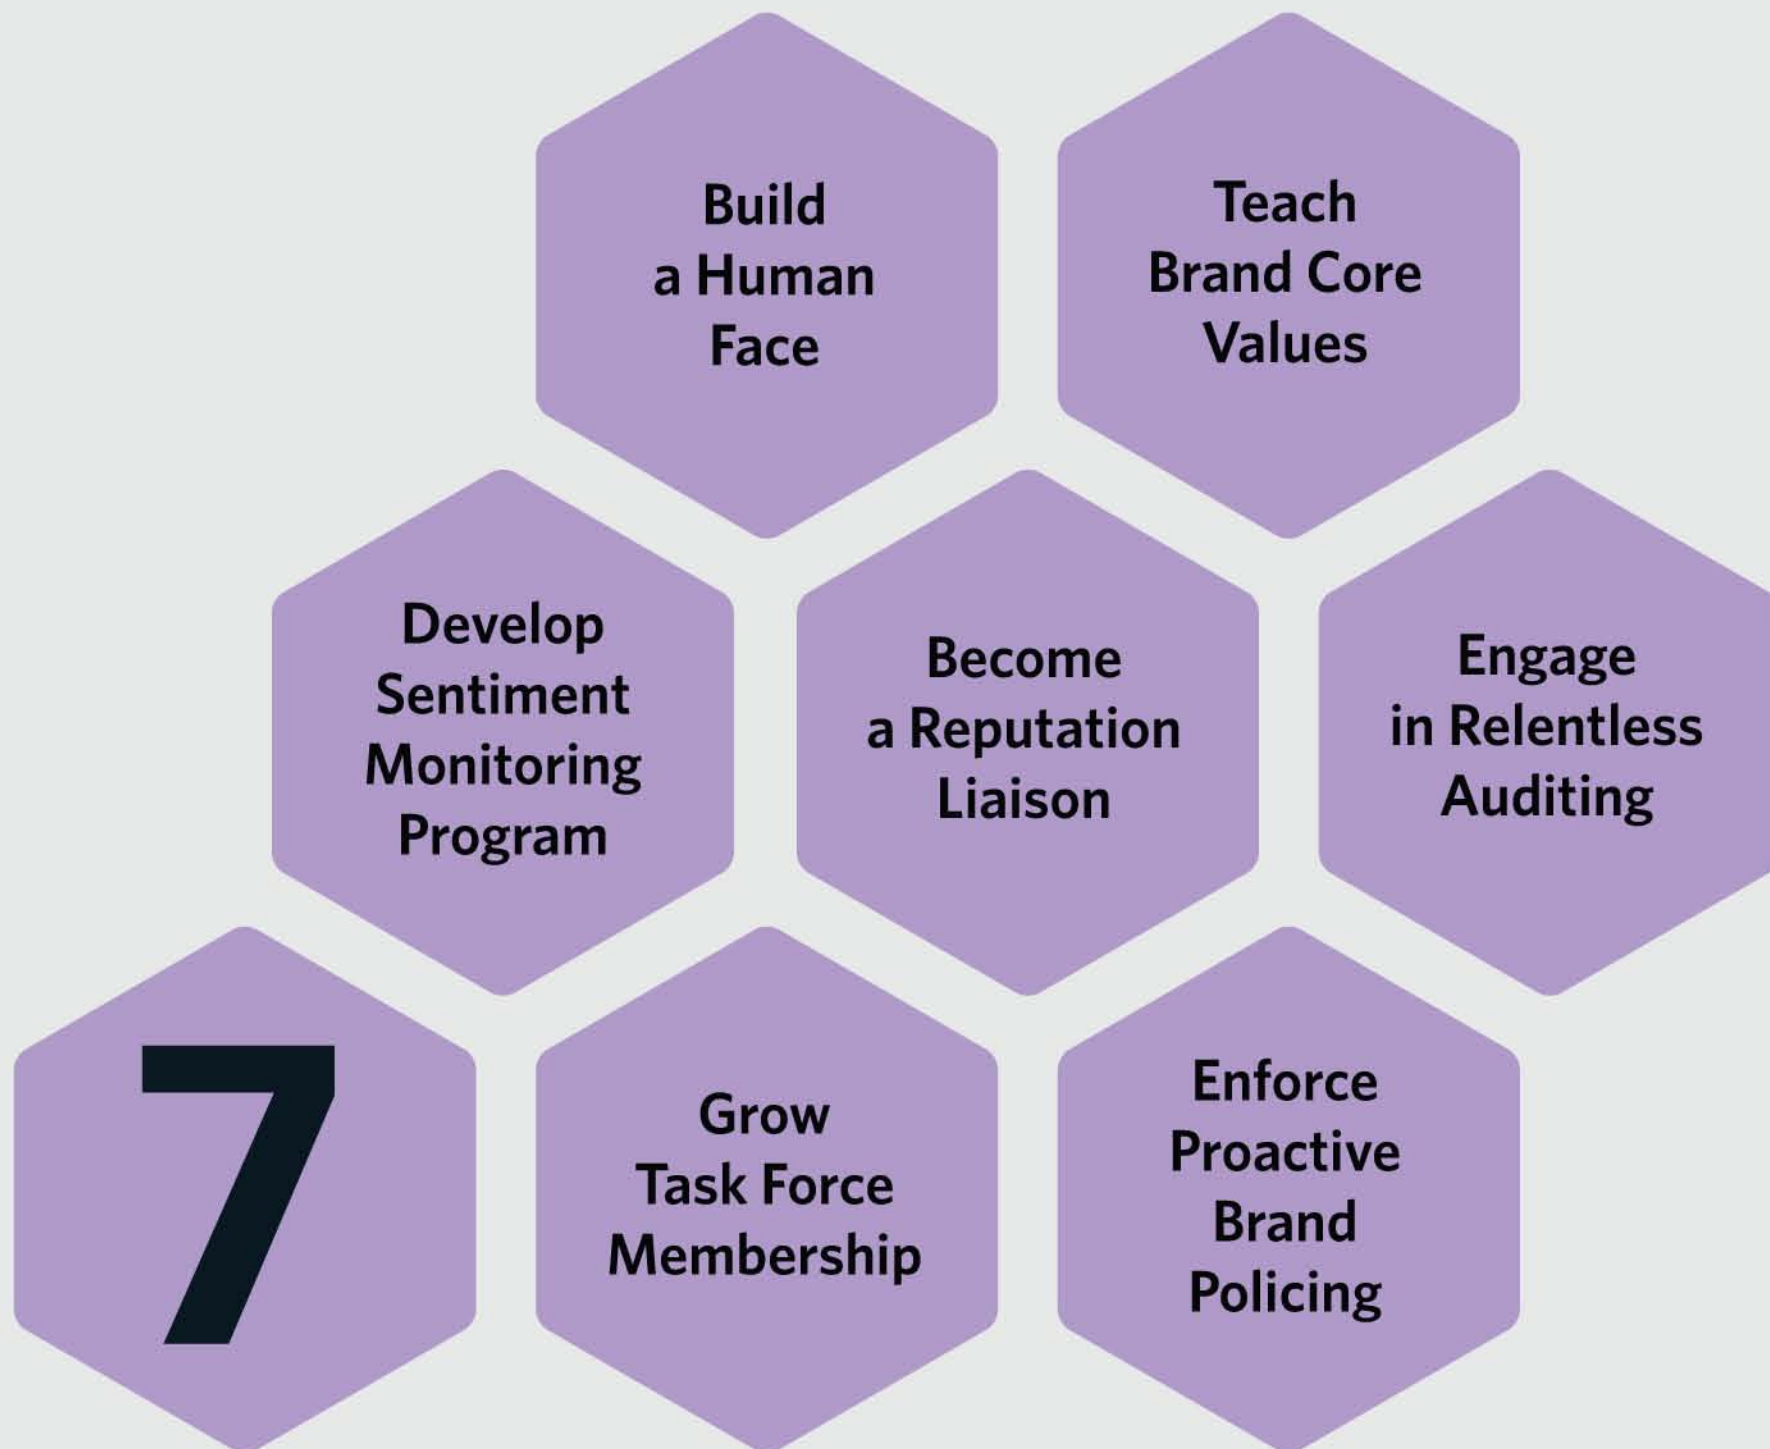 Build
a Human
Face
Teach
Brand Core
Values
Develop
Sentiment
Monitoring
Program
Become
a Reputation
Liaison
Engage
in Relentless
Auditing
7
Grow
Task Force
Membership
Enforce
Proactive
Brand
Policing